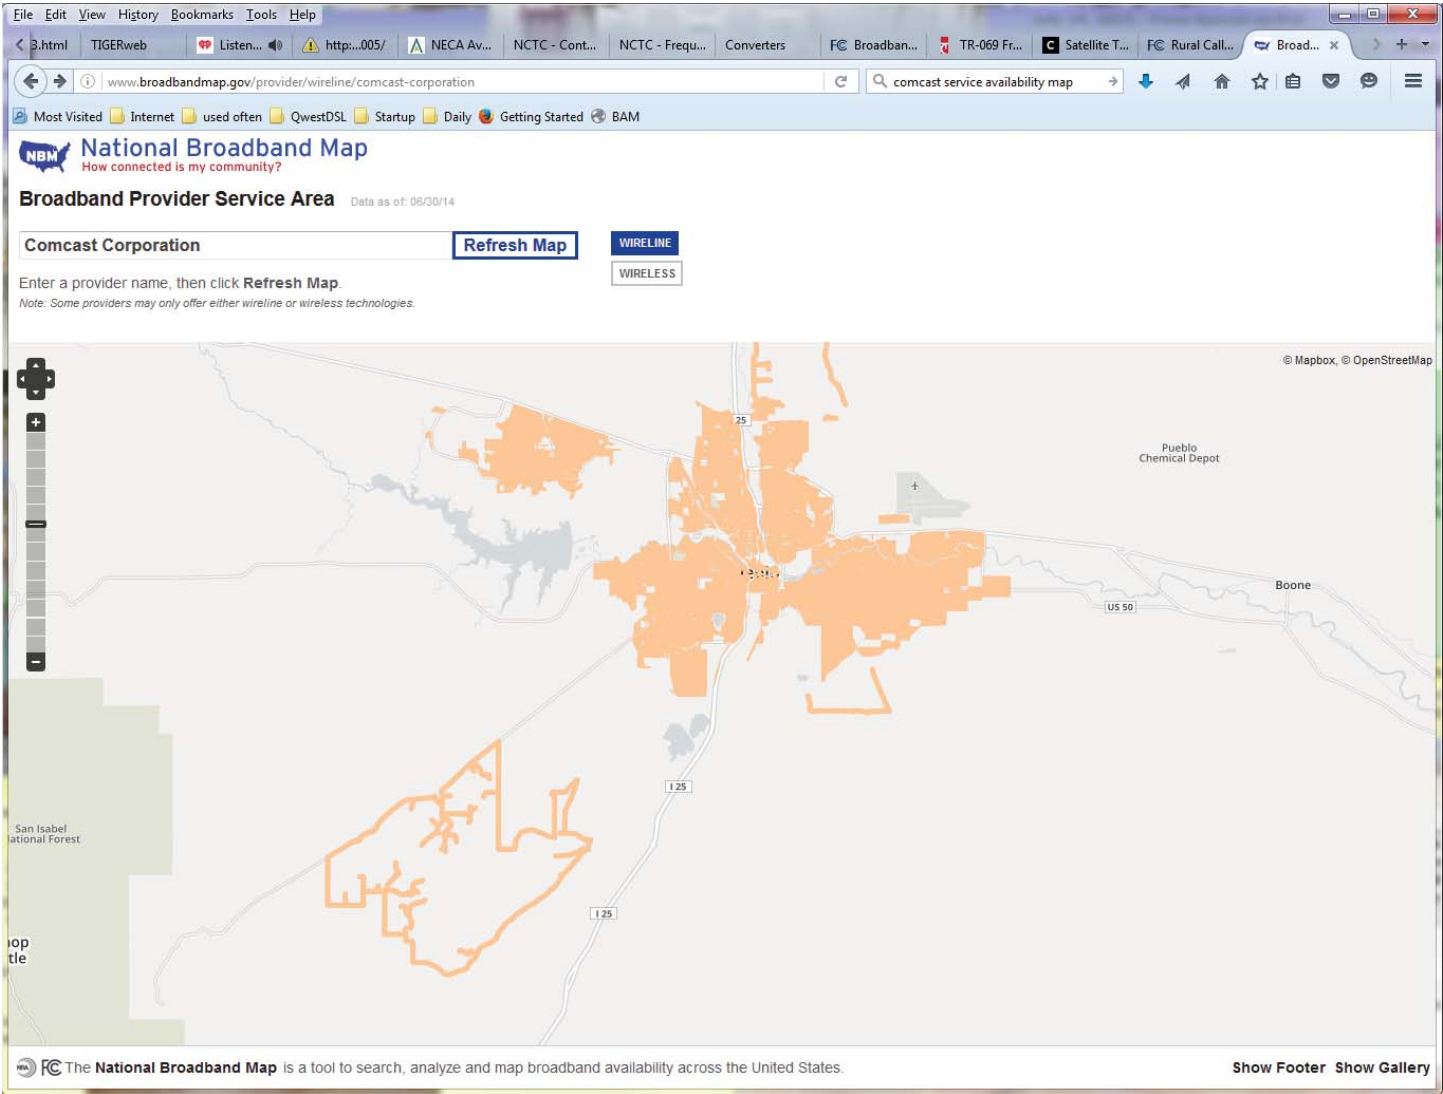 File Edit View History Bookmarks Tools Help
3.html TIGERweb Listen... http:...005/ NECA Av... NCTC - Cont... NCTC - Frequ... Converters FC Broadban... TR-069 Fr... C Satellite T... FC Rural Call... Broad...
www.broadbandmap.gov/provider/wireline/comcast-corporation comcast service availability map
Most Visited Internet used often QwestDSL Startup Daily Getting Started BAM
NBM National Broadband Map
How connected is my community?
Broadband Provider Service Area Data as of: 06/30/14
Comcast Corporation Refresh Map WIRELINE
WIRELESS
Enter a provider name, then click Refresh Map.
Note: Some providers may only offer either wireline or wireless technologies.
© Mapbox, © OpenStreetMap
25
Pueblo
Chemical Depot
Boone
US 50
I 25
San Isabel
National Forest
I 25
The National Broadband Map is a tool to search, analyze and map broadband availability across the United States.
Show Footer Show Gallery